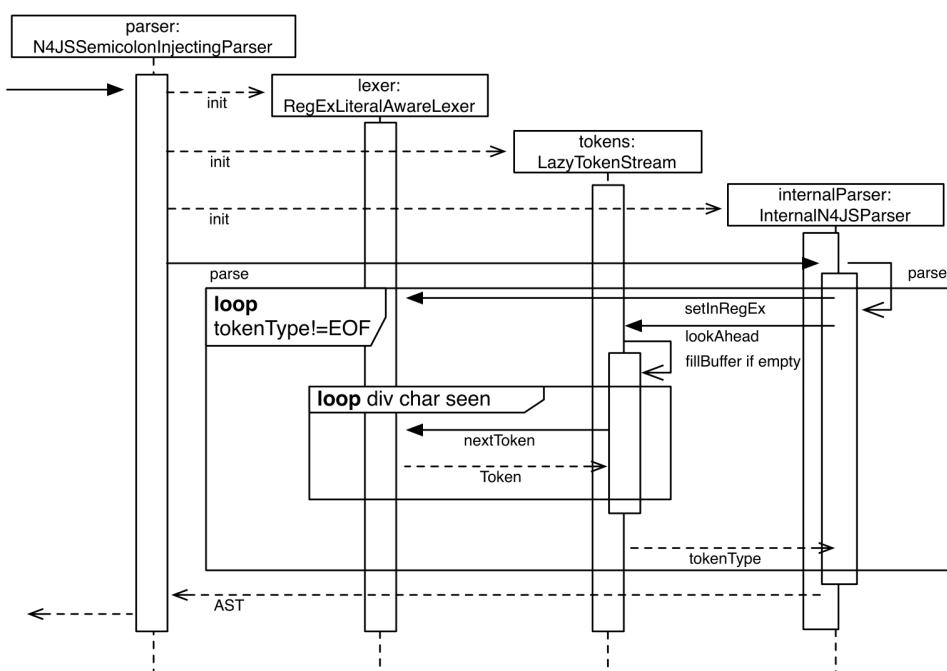 parser:
N4JSSemicolonInjectingParser
lexer:
RegExLiteralAwareLexer
init
tokens:
LazyTokenStream
init
internalParser:
InternalN4JSParser
init
parse
parse
loop
tokenType!=EOF
setInRegEx
lookAhead
fillBuffer if empty
loop div char seen
nextToken
Token
tokenType
AST